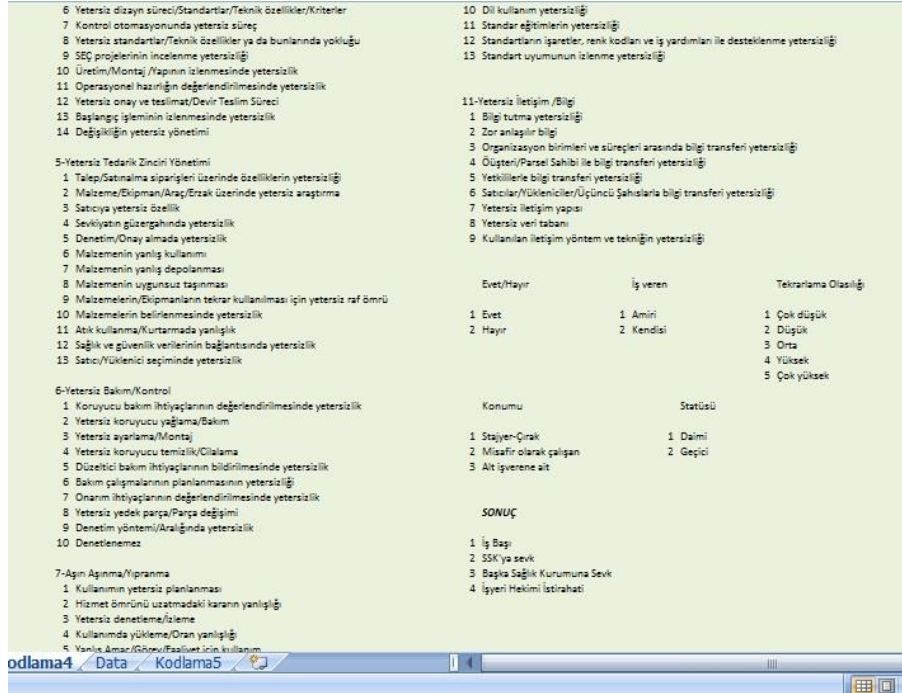 6 Yetersiz dizayn süreci/Standartlar/Teknik özellikler/Kriterler
7 Kontrol otomasyonunda yetersiz süreç
8 Yetersiz standartlar/Teknik özellikler ya da bunlarında yokluğu
9 SEÇ projelerinin incelenme yetersizliği
10 Üretim/Montaj /Yapının izlenmesinde yetersizlik
11 Operasyonel hazırlığın değerlendirilmesinde yetersizlik
12 Yetersiz onay ve teslimat/Devir Teslim Süreci
13 Başlangıç işleminin izlenmesinde yetersizlik
14 Değişikliğin yetersiz yönetimi
5-Yetersiz Tedarik Zinciri Yönetimi
1 Talep/Satınalma siparişleri üzerinde özelliklerin yetersizliği
2 Malzeme/Ekipman/Araç/Erzak üzerinde yetersiz araştırma
3 Satıcıya yetersiz özellik
4 Sevkiyatın güzergahında yetersizlik
5 Denetim/Onay almada yetersizlik
6 Malzemenin yanlış kullanımı
7 Malzemenin yanlış depolanması
8 Malzemenin uygunsuz taşınması
9 Malzemelerin/Ekipmanların tekrar kullanılması için yetersiz raf ömrü
10 Malzemelerin belirlenmesinde yetersizlik
11 Atık kullanma/Kurtarmada yanlışlık
12 Sağlık ve güvenlik verilerinin bağlantısında yetersizlik
13 Satıcı/Yüklenici seçiminde yetersizlik
6-Yetersiz Bakım/Kontrol
1 Koruyucu bakım ihtiyaçlarının değerlendirilmesinde yetersizlik
2 Yetersiz koruyucu yağlama/Bakım
3 Yetersiz ayarlama/Montaj
4 Yetersiz koruyucu temizlik/Cilalama
5 Düzeltici bakım ihtiyaçlarının bildirilmesinde yetersizlik
6 Bakım çalışmalarının planlanmasının yetersizliği
7 Onarım ihtiyaçlarının değerlendirilmesinde yetersizlik
8 Yetersiz yedek parça/Parça değişimi
9 Denetim yöntemi/Aralığında yetersizlik
10 Denetlenemez
7-Aşırı Aşınma/Yıpranma
1 Kullanımın yetersiz planlanması
2 Hizmet ömrünü uzatmadaki kararın yanlışlığı
3 Yetersiz denetleme/İzleme
4 Kullanımda yükleme/Oran yanlışlığı
5 Yanlış Amaç/Görev/Faaliyet için kullanım
10 Dil kullanım yetersizliği
11 Standar eğitimlerin yetersizliği
12 Standartların işaretler, renk kodları ve iş yardımları ile desteklenme yetersizliği
13 Standart uyumunun izlenme yetersizliği
11-Yetersiz İletişim /Bilgi
1 Bilgi tutma yetersizliği
2 Zor anlaşılır bilgi
3 Organizasyon birimleri ve süreçleri arasında bilgi transferi yetersizliği
4 Öüşteri/Parsel Sahibi ile bilgi transferi yetersizliği
5 Yetkililerle bilgi transferi yetersizliği
6 Satıcılar/Yükleniciler/Üçüncü Şahıslarla bilgi transferi yetersizliği
7 Yetersiz iletişim yapısı
8 Yetersiz veri tabanı
9 Kullanılan iletişim yöntem ve tekniğin yetersizliği
Evet/Hayır İş veren Tekrarlama Olasılığı
1 Evet 1 Amiri 1 Çok düşük
2 Hayır 2 Kendisi 2 Düşük
3 Orta
4 Yüksek
5 Çok yüksek
Konumu Statüsü
1 Stajyer-Çırak 1 Daimi
2 Misafir olarak çalışan 2 Geçici
3 Alt işverene ait
SONUÇ
1 İş Başı
2 SSK'ya sevk
3 Başka Sağlık Kurumuna Sevk
4 İşyeri Hekimi İstirahati
odlama4 Data Kodlama5